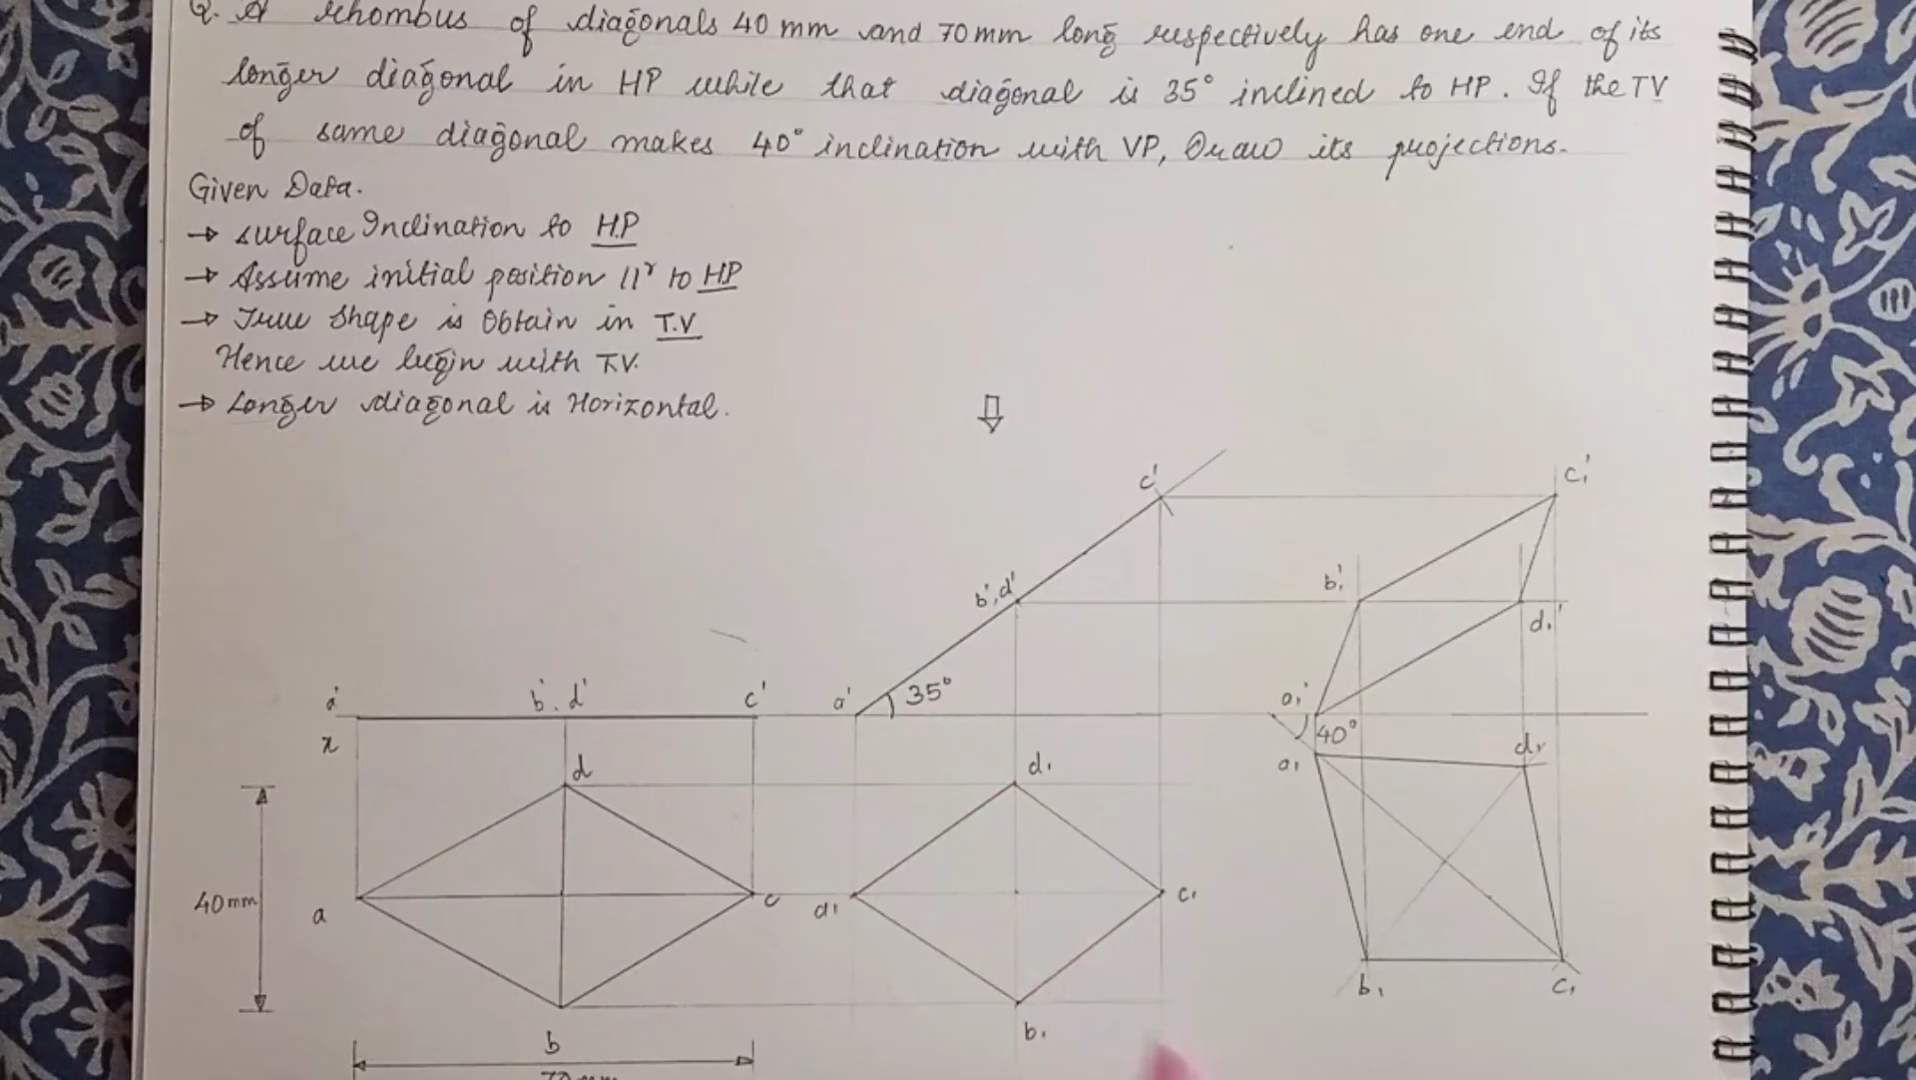 Q. A rhombus of diagonals 40 mm and 70 mm long respectively has one end of its
longer diagonal in HP while that diagonal is 35° inclined to HP. If the TV
of same diagonal makes 40° inclination with VP, Draw its projections.
Given Data.
→ surface Inclination to HP
→ Assume initial position 11ʳ to HP
→ True shape is Obtain in T.V
Hence we begin with T.V.
→ Longer diagonal is Horizontal.
c' c₁'
b',d' b₁' d₁'
35°
a' b'. d' c' a' a₁'
x 40°
d d₁ d₁
a₁
40mm
a c a₁ c₁
b₁ c₁
b b₁
70 mm